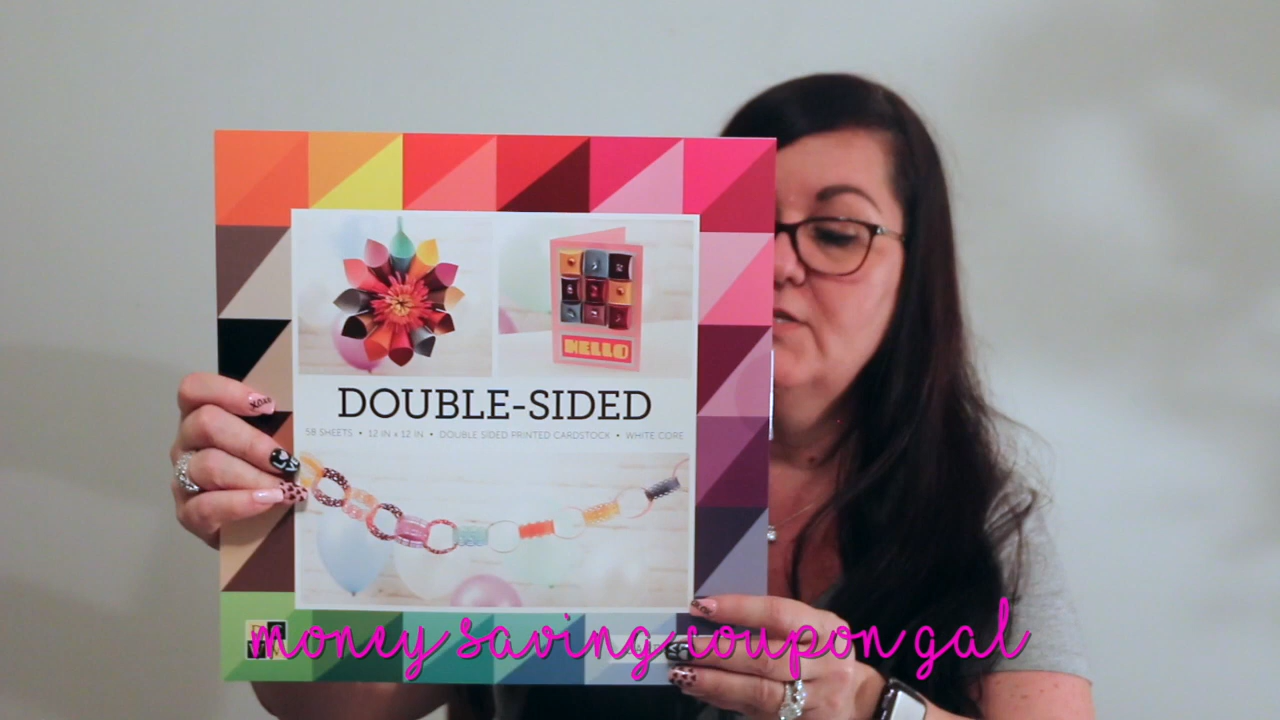 HELLO
DOUBLE-SIDED
58 SHEETS • 12 IN x 12 IN • DOUBLE SIDED PRINTED CARDSTOCK • WHITE CORE
money saving coupon gal